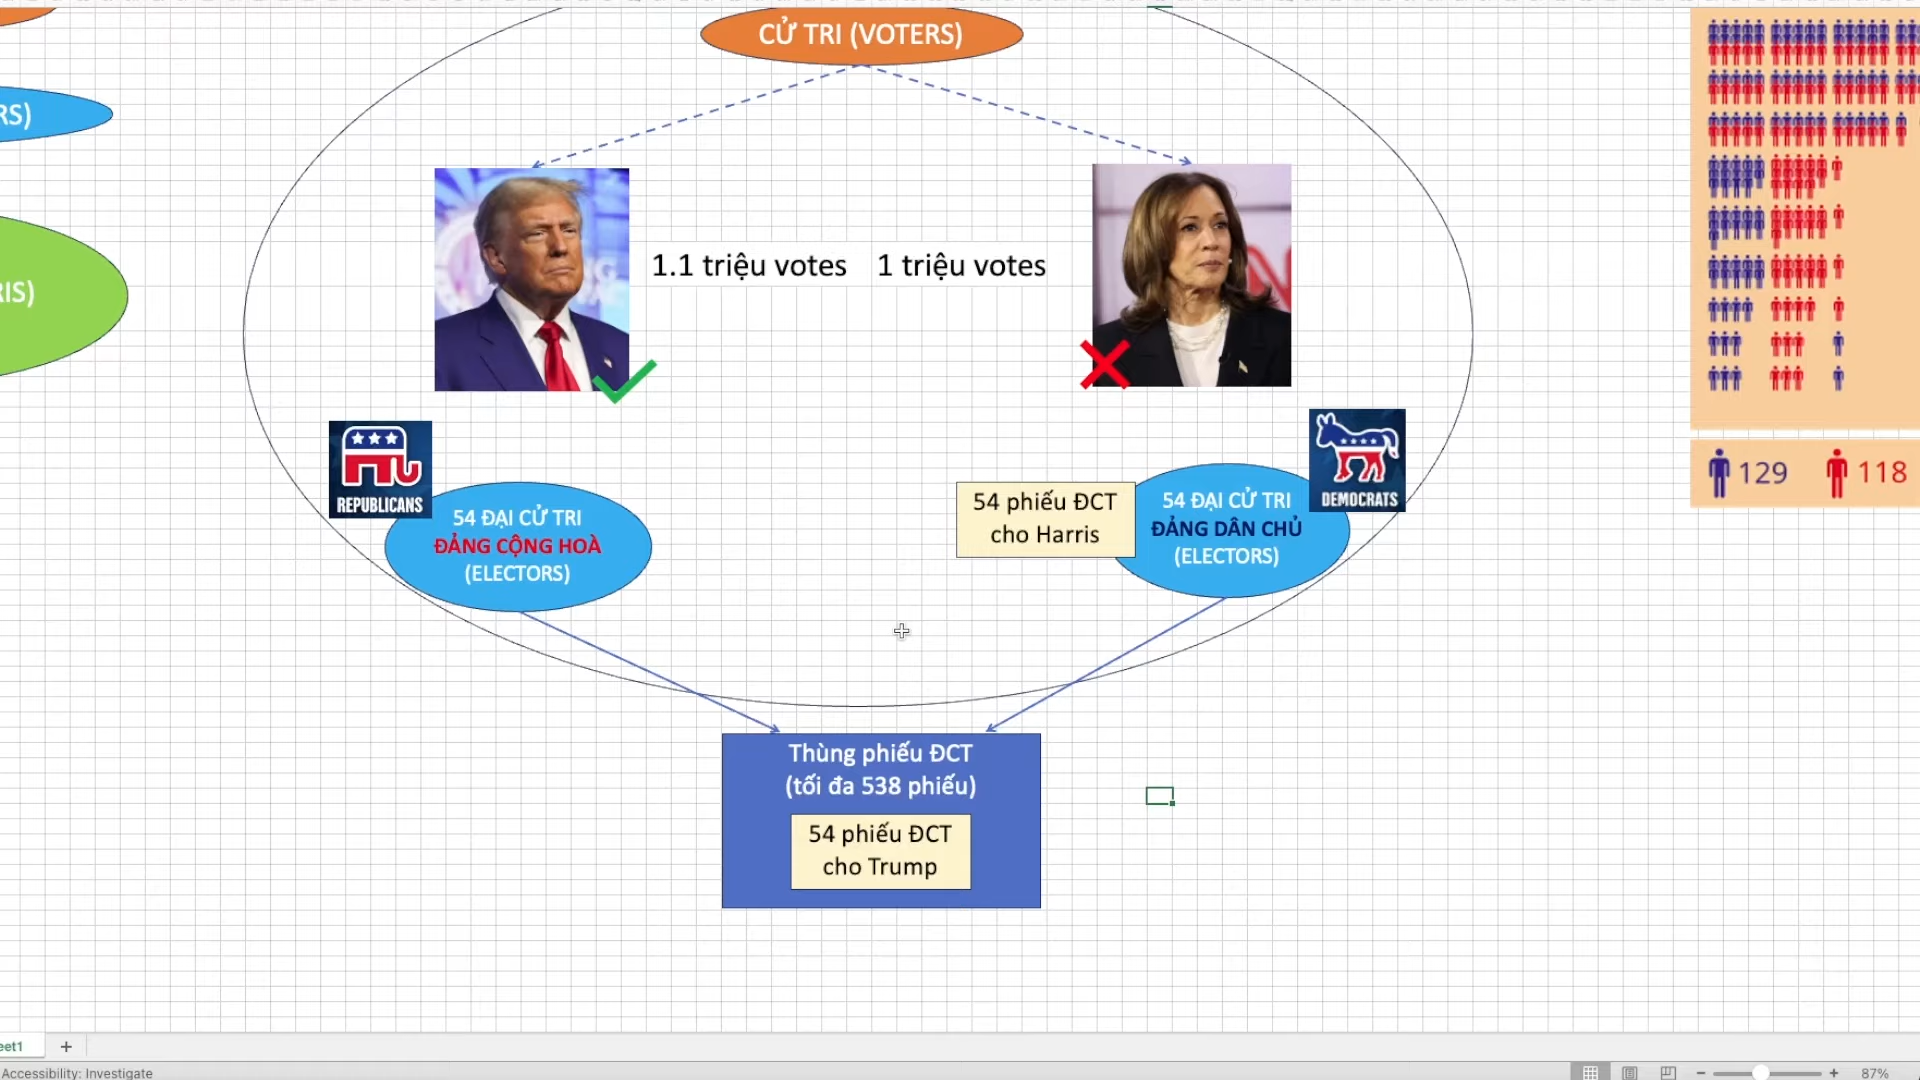 CỬ TRI (VOTERS)
RS)
RIS)
1.1 triệu votes
1 triệu votes
REPUBLICANS
54 ĐẠI CỬ TRI
ĐẢNG CỘNG HOÀ
(ELECTORS)
54 phiếu ĐCT
cho Harris
54 ĐẠI CỬ TRI
ĐẢNG DÂN CHỦ
(ELECTORS)
DEMOCRATS
129
118
Thùng phiếu ĐCT
(tối đa 538 phiếu)
54 phiếu ĐCT
cho Trump
eet1
Accessibility: Investigate
87%